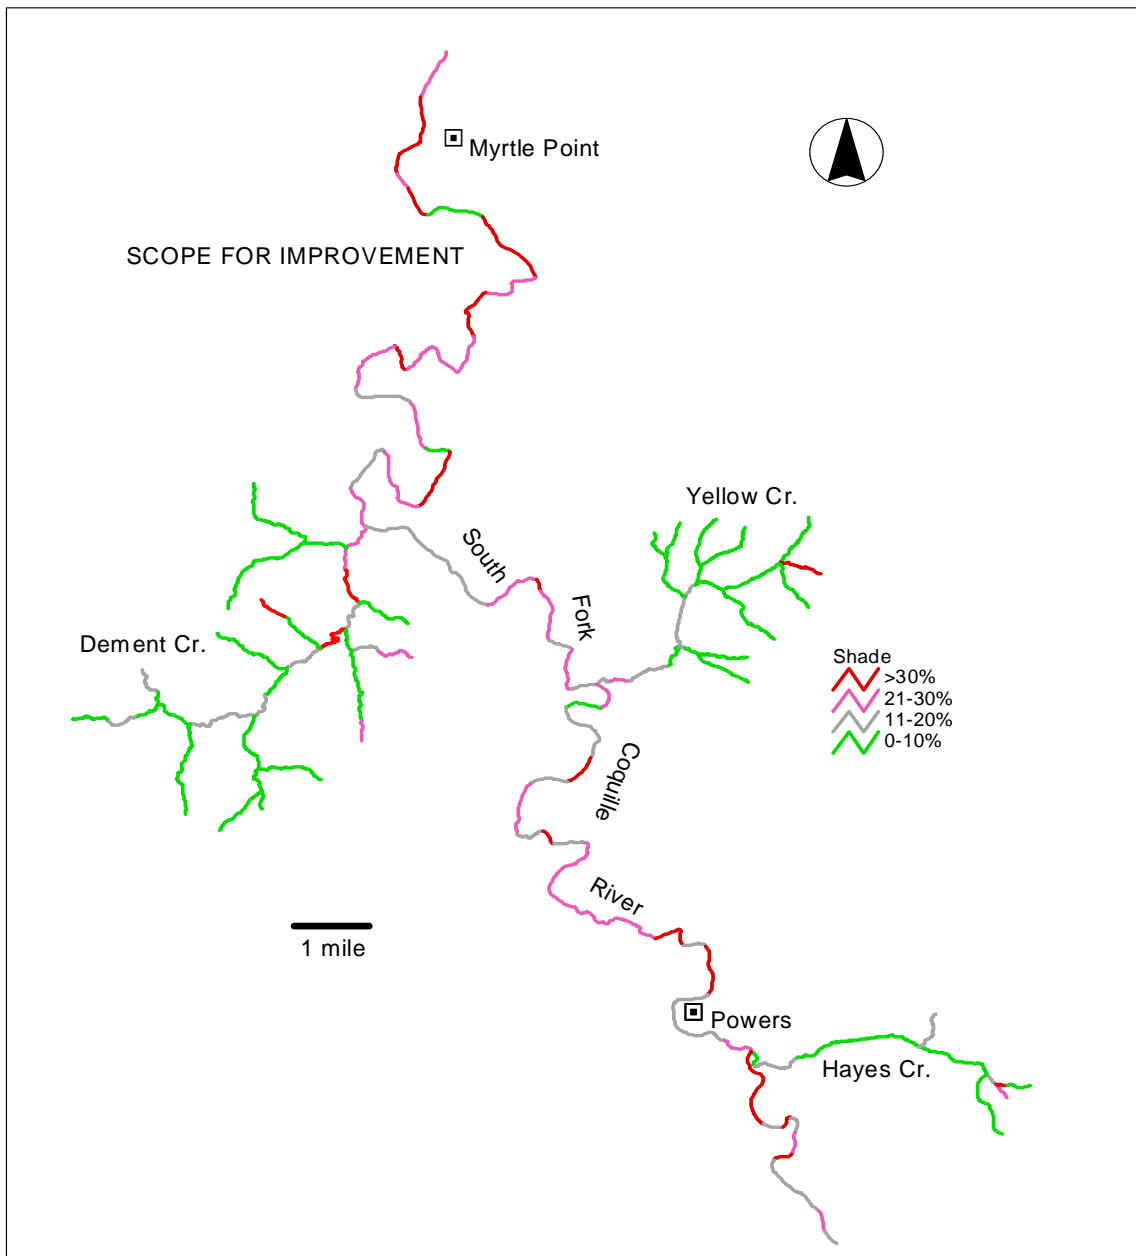 Myrtle Point
SCOPE FOR IMPROVEMENT
Yellow Cr.
South
Fork
Dement Cr.
Shade
>30%
21-30%
11-20%
0-10%
Coquille
River
1 mile
Powers
Hayes Cr.